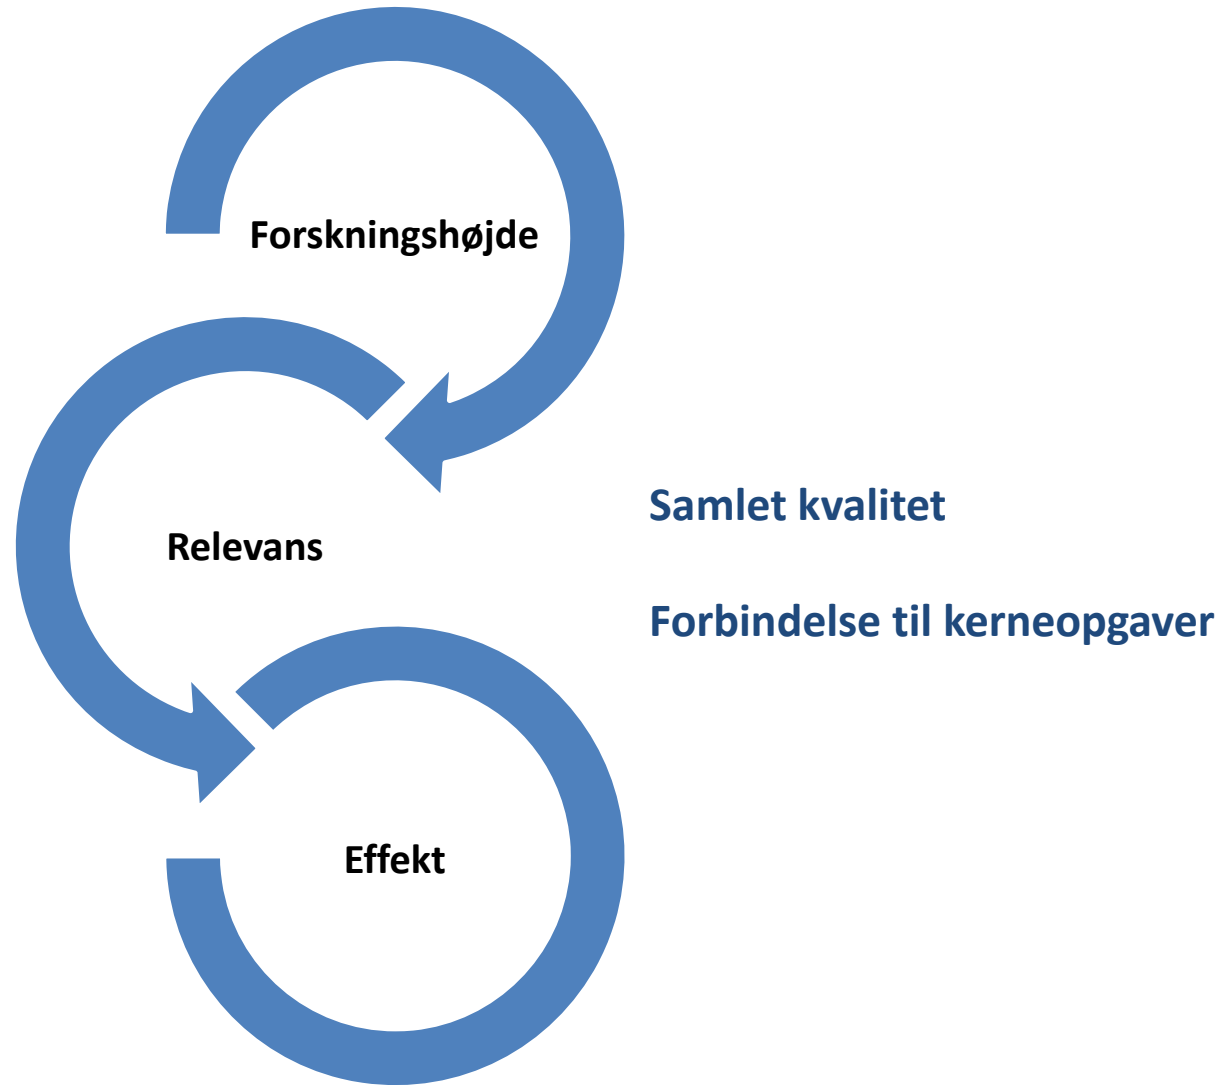 Forskningshøjde
Relevans
Samlet kvalitet
Forbindelse til kerneopgaver
Effekt